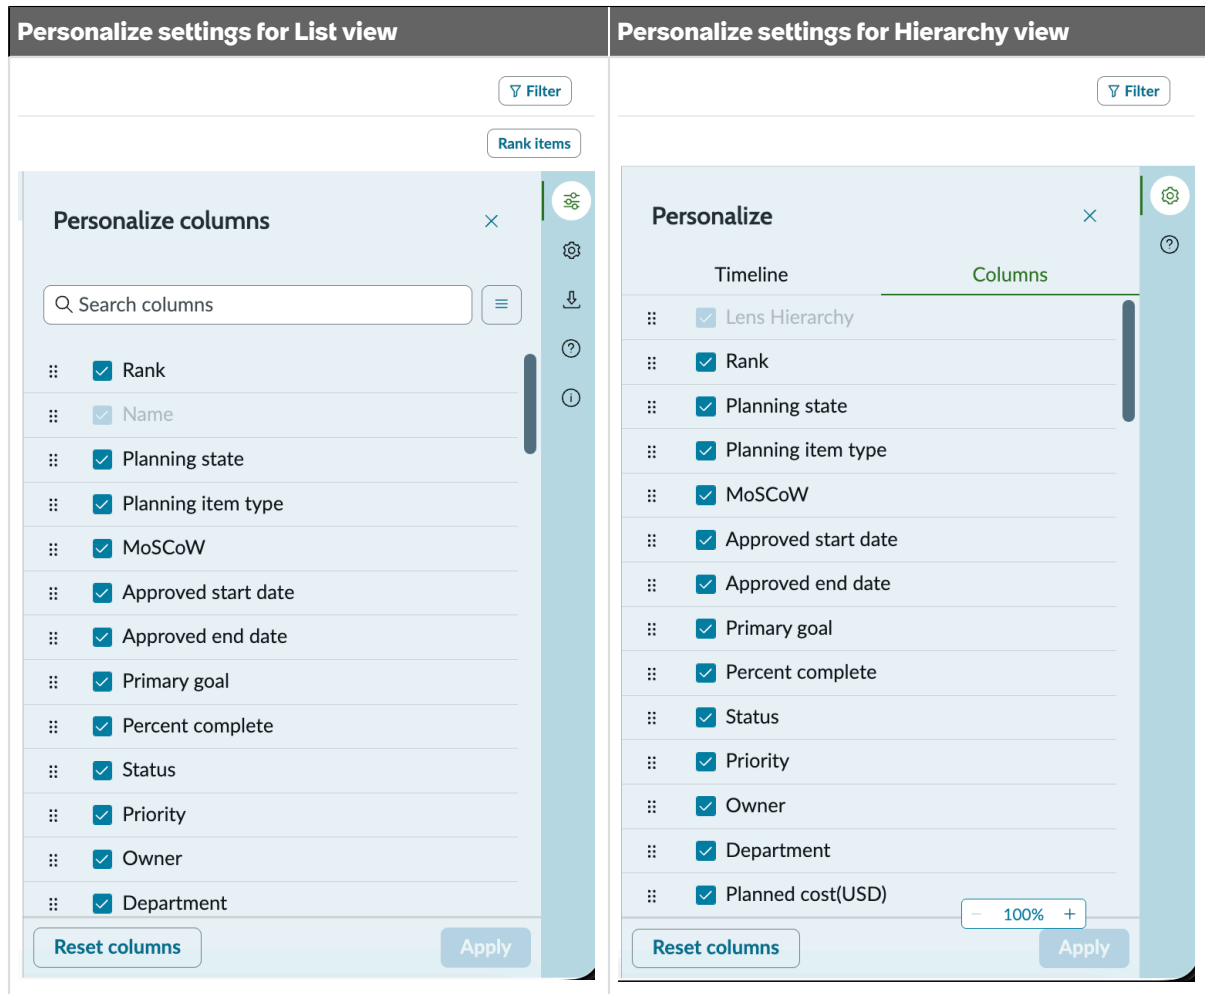 Personalize settings for List view
Filter
Rank items
Personalize columns
Search columns
Rank
Name
Planning state
Planning item type
MoSCoW
Approved start date
Approved end date
Primary goal
Percent complete
Status
Priority
Owner
Department
Reset columns
Apply
Personalize settings for Hierarchy view
Filter
Personalize
Timeline
Columns
Lens Hierarchy
Rank
Planning state
Planning item type
MoSCoW
Approved start date
Approved end date
Primary goal
Percent complete
Status
Priority
Owner
Department
Planned cost(USD)
− 100% +
Reset columns
Apply